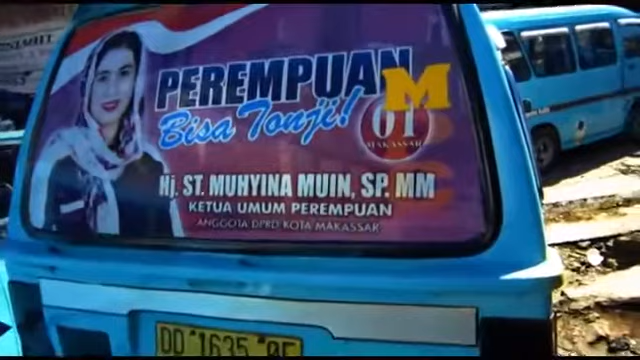 PEREMPUAN
Bisa Tonji!
M
01
MAKASSAR
Hj. ST. MUHYINA MUIN, SP. MM
KETUA UMUM PEREMPUAN
ANGGOTA DPRD KOTA MAKASSAR
DD 1635